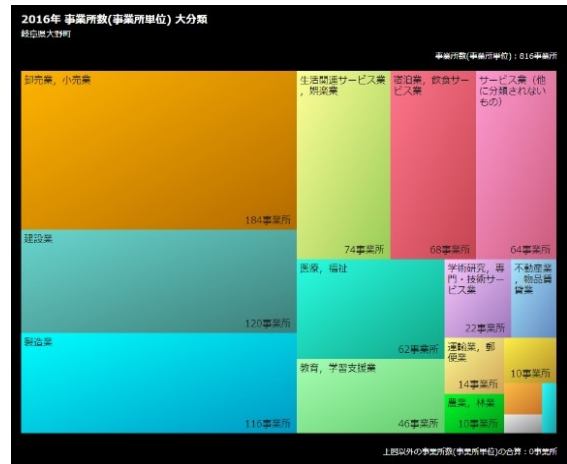 2016年 事業所数(事業所単位) 大分類
岐阜県大野町
事業所数(事業所単位)：816事業所
卸売業, 小売業
184事業所
建設業
120事業所
製造業
116事業所
生活関連サービス業
, 娯楽業
74事業所
宿泊業, 飲食サー
ビス業
68事業所
サービス業（他
に分類されない
もの）
64事業所
医療, 福祉
62事業所
教育, 学習支援業
46事業所
学術研究, 専
門・技術サー
ビス業
22事業所
不動産業
, 物品賃
貸業
運輸業, 郵
便業
14事業所
10事業所
農業, 林業
10事業所
上図以外の事業所数(事業所単位)の合算：0事業所